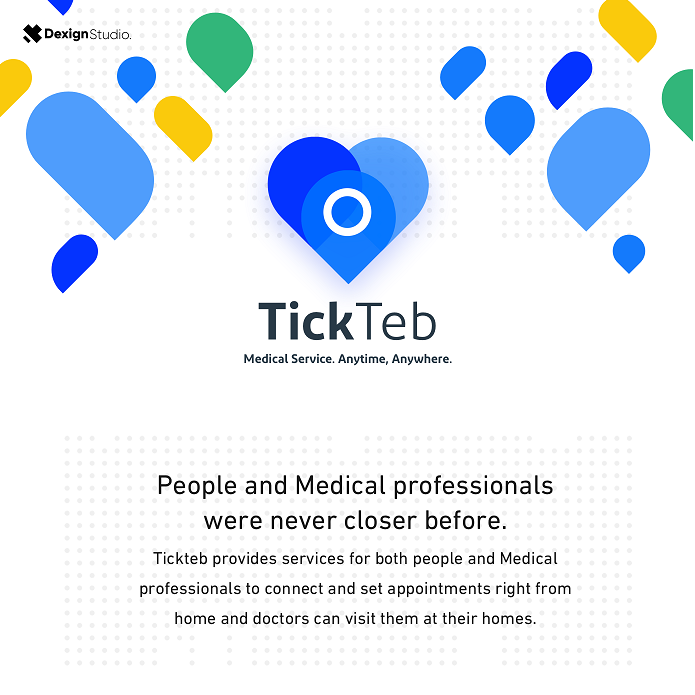 DexignStudio.
TickTeb
Medical Service. Anytime, Anywhere.
People and Medical professionals
were never closer before.
Tickteb provides services for both people and Medical
professionals to connect and set appointments right from
home and doctors can visit them at their homes.